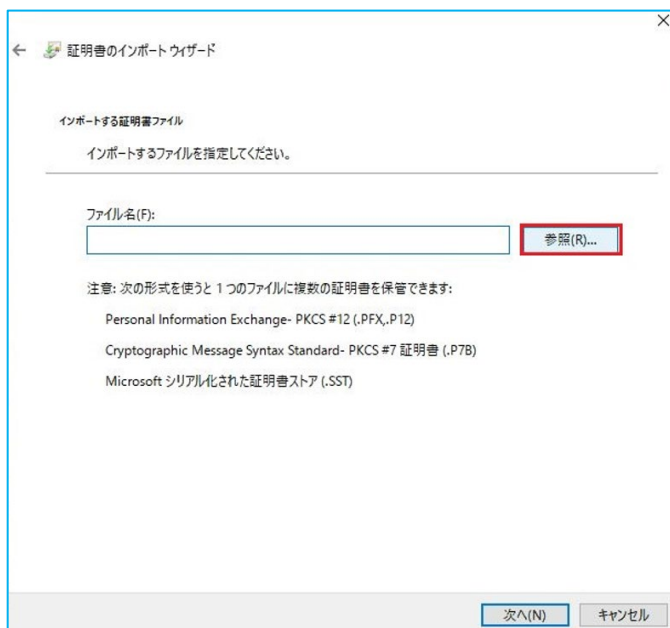 証明書のインポート ウィザード
インポートする証明書ファイル
インポートするファイルを指定してください。
ファイル名(F):
参照(R)...
注意: 次の形式を使うと 1 つのファイルに複数の証明書を保管できます:
Personal Information Exchange- PKCS #12 (.PFX,.P12)
Cryptographic Message Syntax Standard- PKCS #7 証明書 (.P7B)
Microsoft シリアル化された証明書ストア (.SST)
次へ(N)
キャンセル